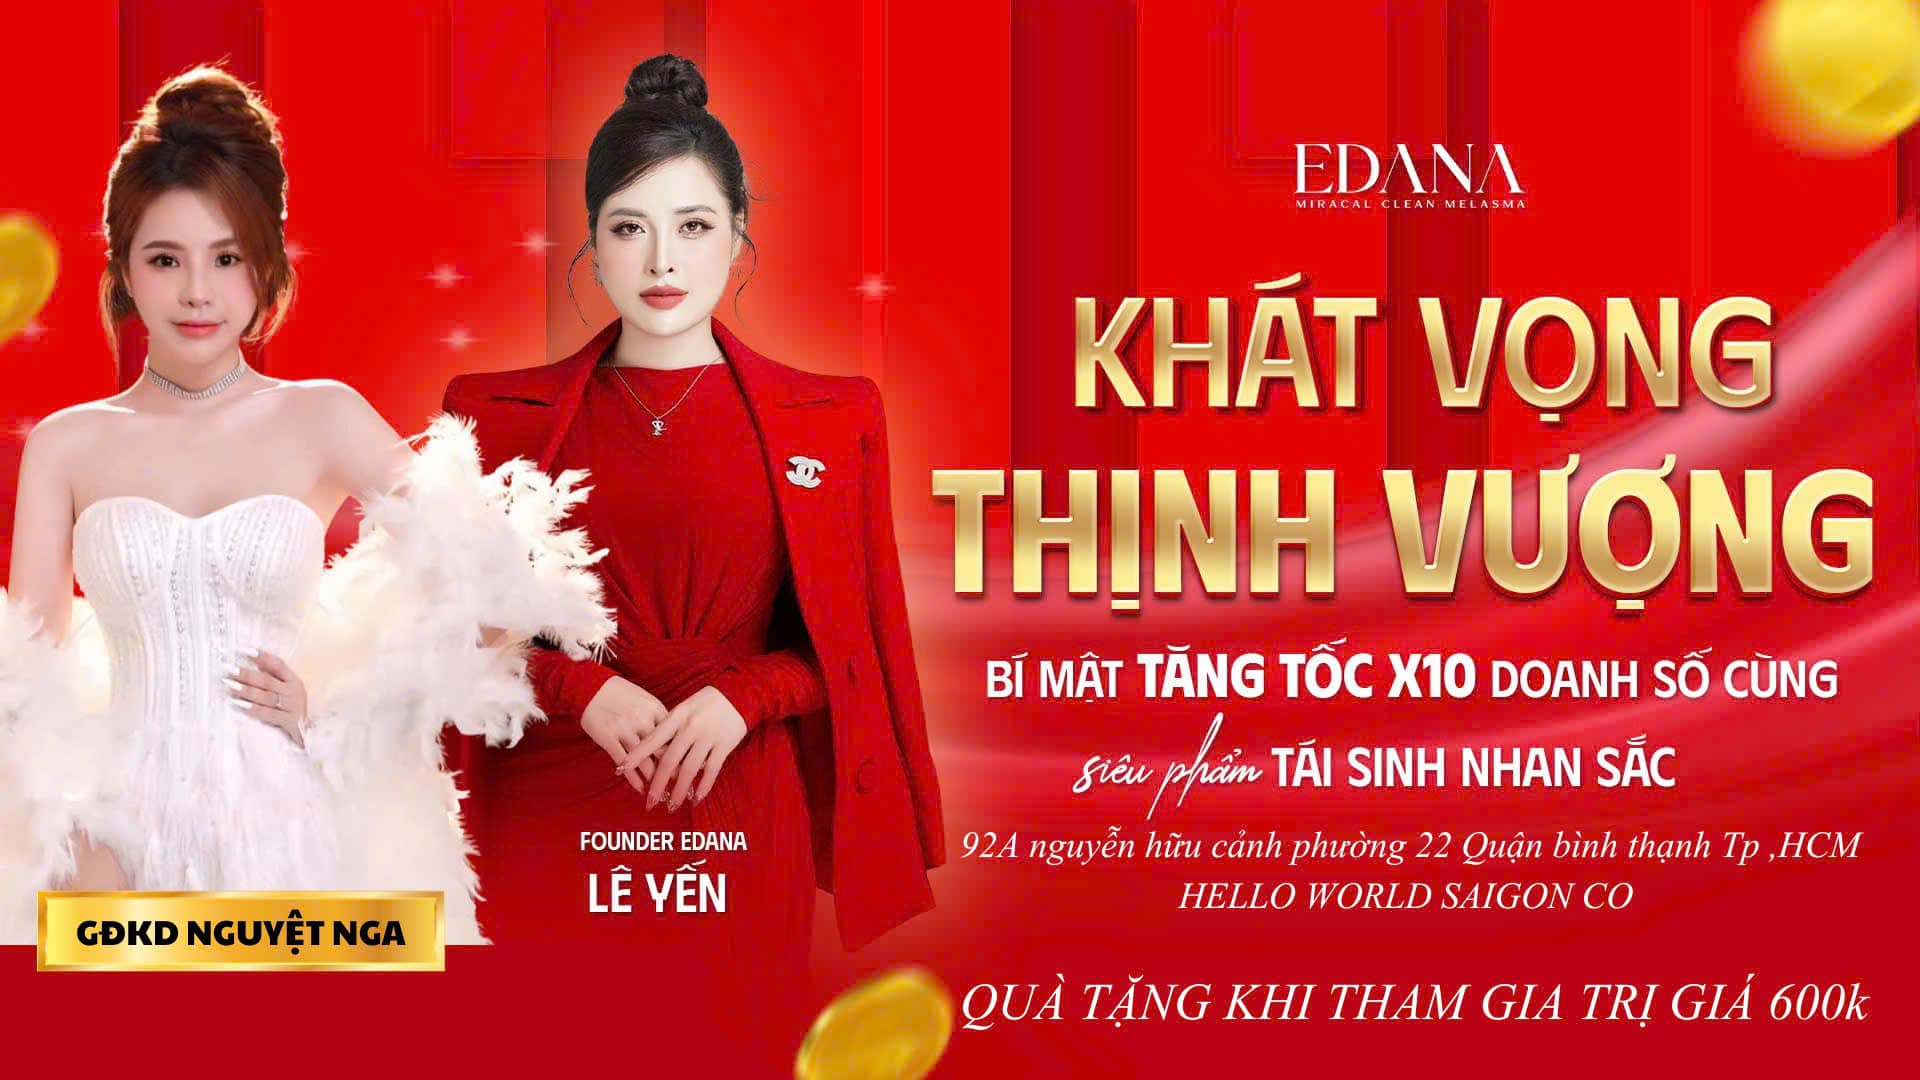 EDANA
MIRACAL CLEAN MELASMA
KHÁT VỌNG
THỊNH VƯỢNG
BÍ MẬT TĂNG TỐC X10 DOANH SỐ CÙNG
siêu phẩm TÁI SINH NHAN SẮC
92A nguyễn hữu cảnh phường 22 Quận bình thạnh Tp ,HCM
HELLO WORLD SAIGON CO
QUÀ TẶNG KHI THAM GIA TRỊ GIÁ 600k
FOUNDER EDANA
LÊ YẾN
GĐKD NGUYỆT NGA